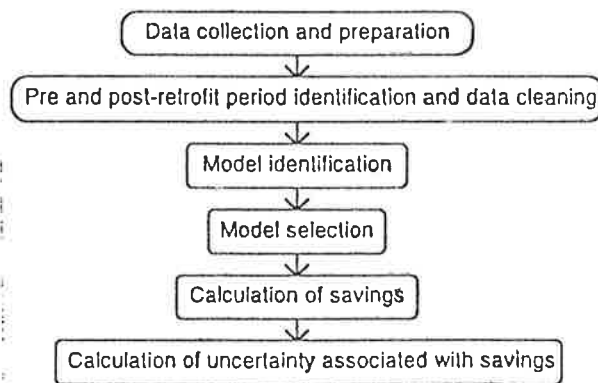 Data collection and preparation
Pre and post-retrofit period identification and data cleaning
Model identification
Model selection
Calculation of savings
Calculation of uncertainty associated with savings